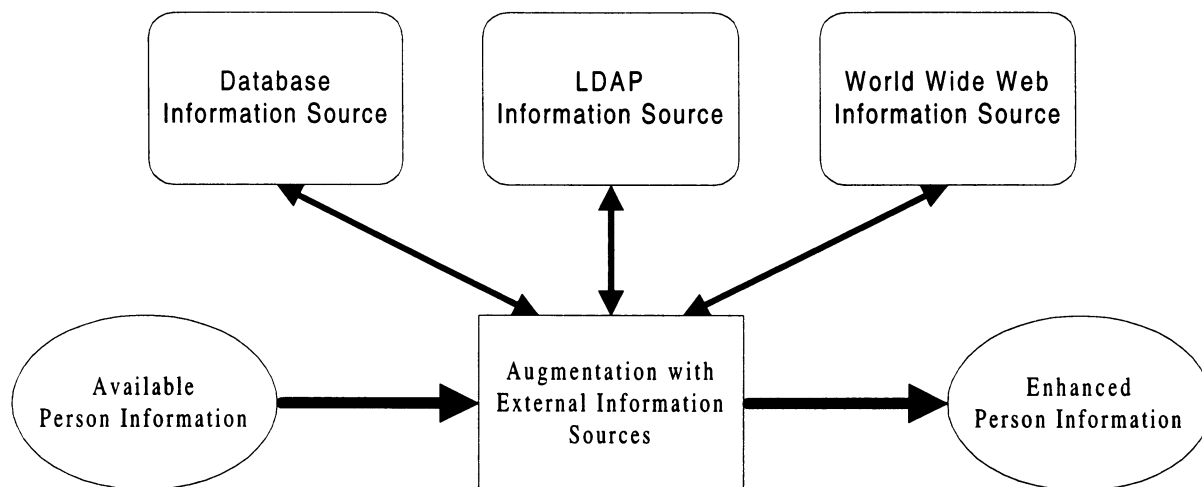 Database
Information Source
LDAP
Information Source
World Wide Web
Information Source
Available
Person Information
Augmentation with
External Information
Sources
Enhanced
Person Information